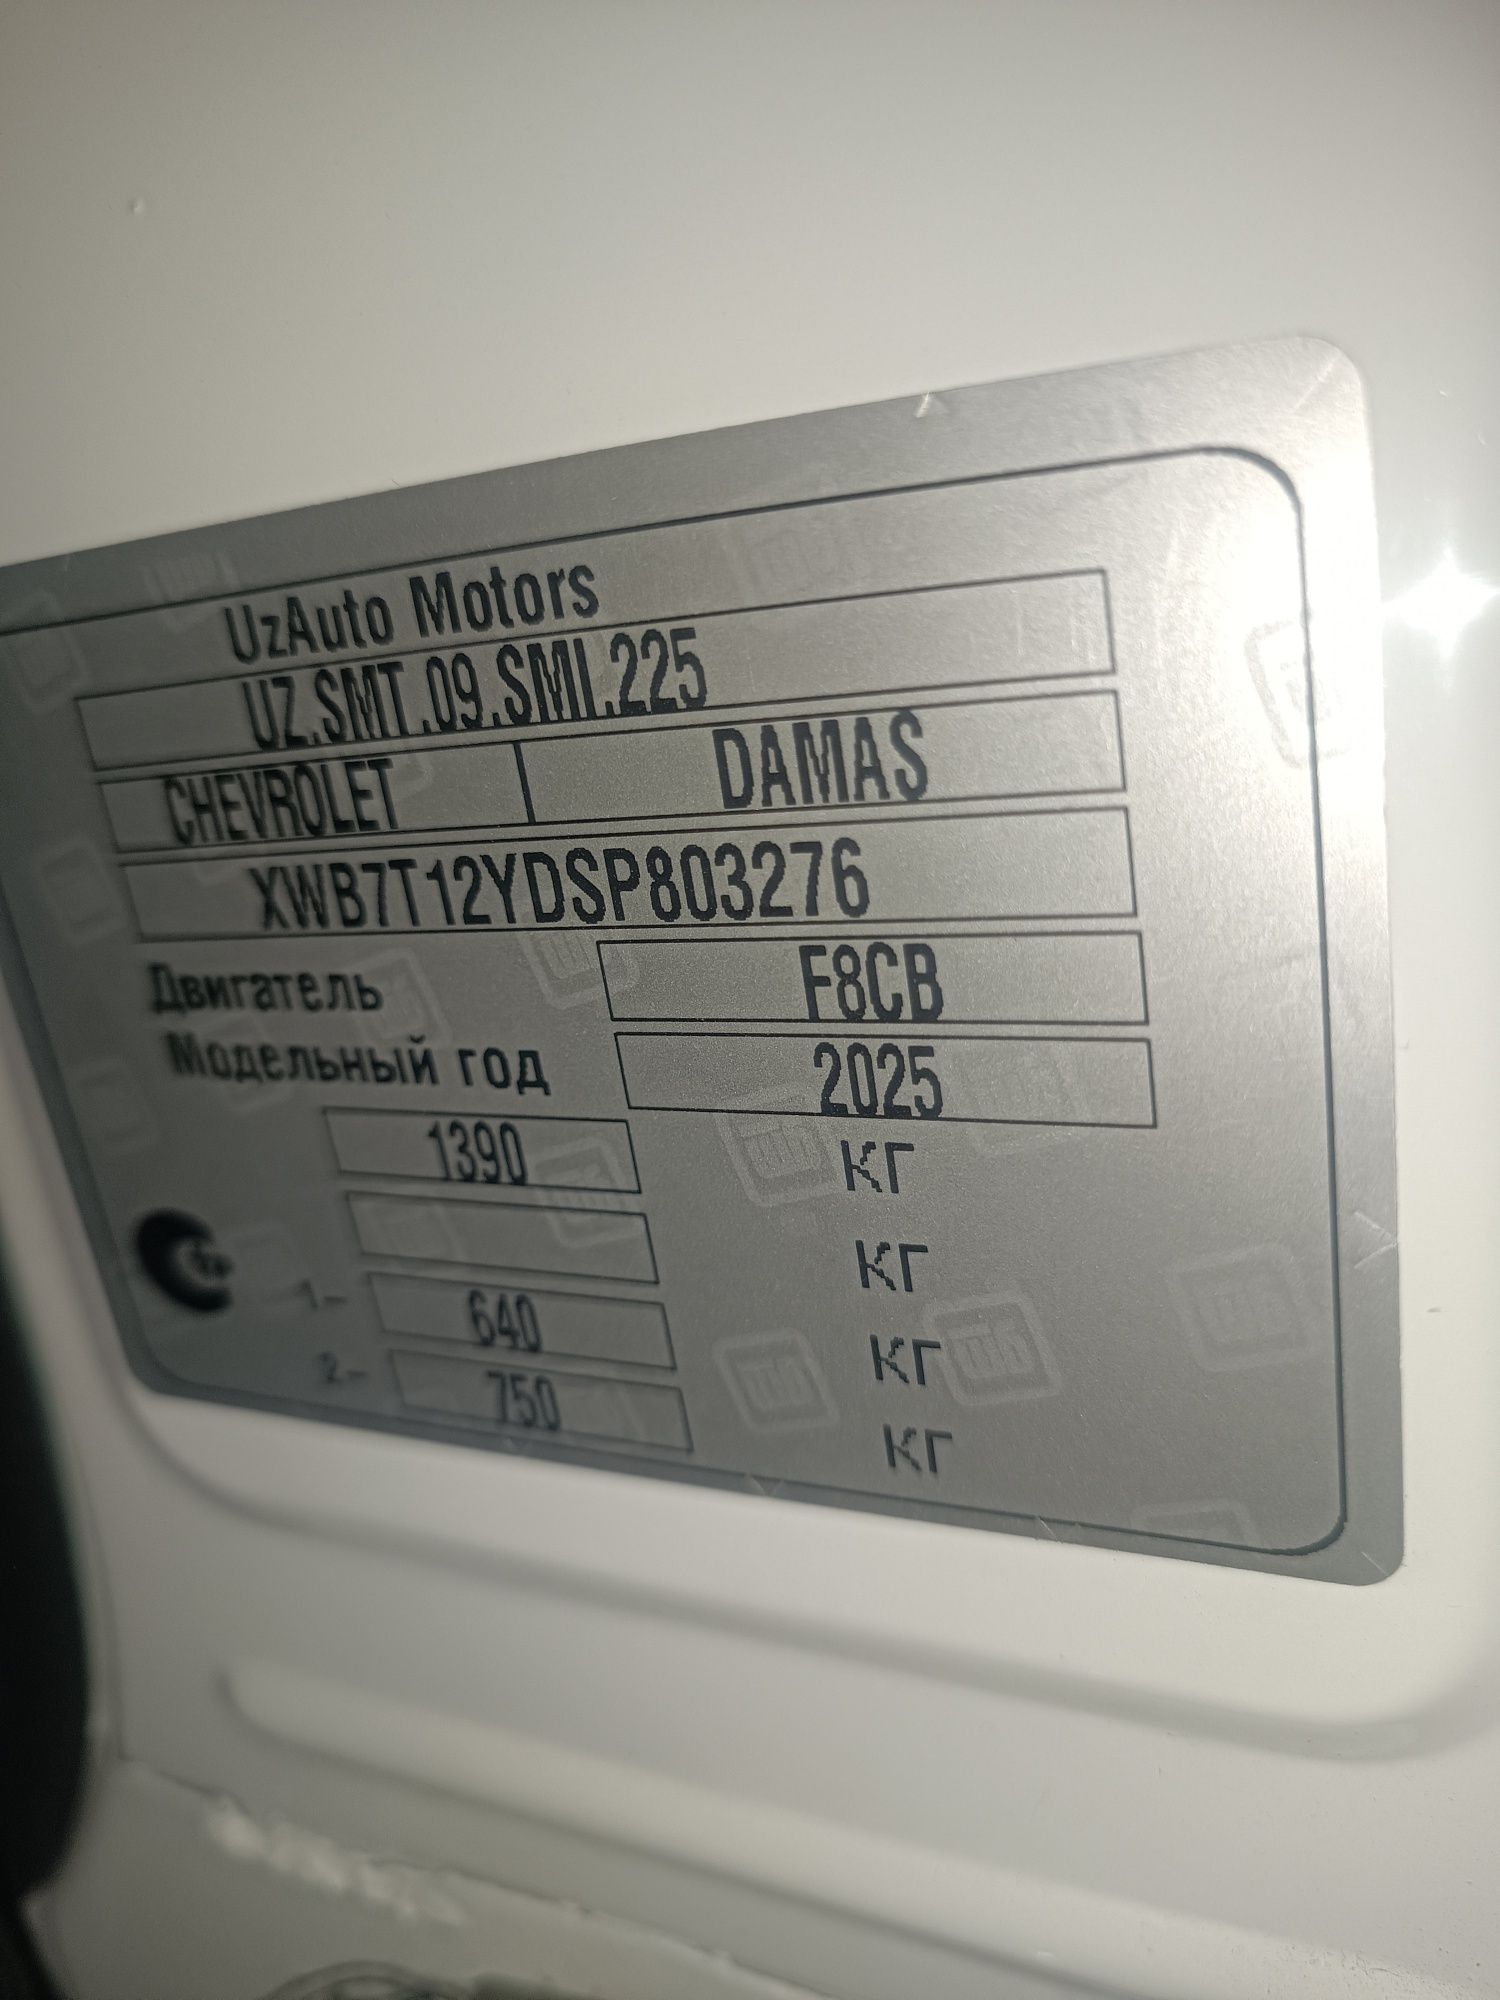 UzAuto Motors
UZ.SMT.09.SMI.225
CHEVROLET DAMAS
XWB7T12YDSP803276
Двигатель F8CB
Модельный год 2025
1390 КГ
КГ
1- 640 КГ
2- 750 КГ